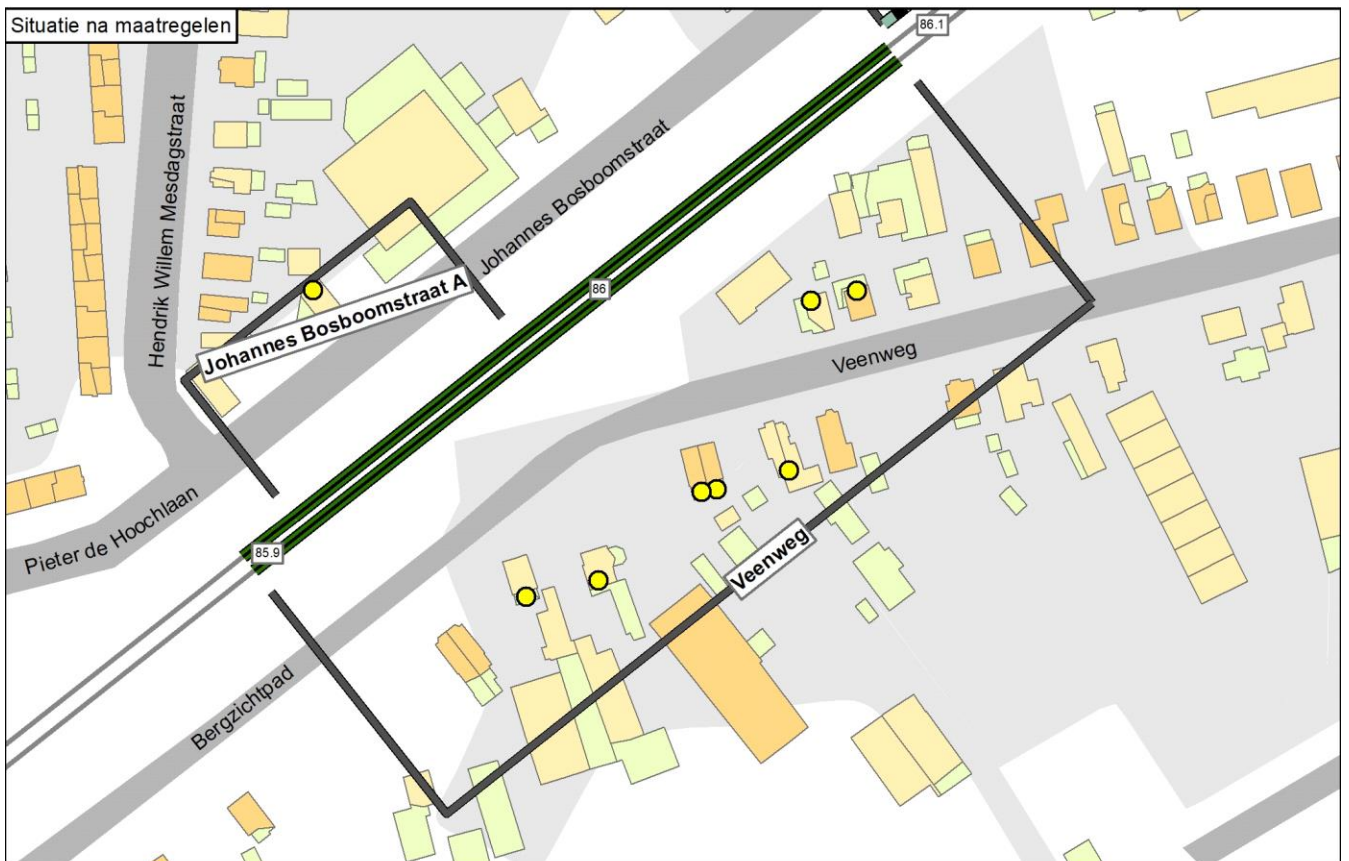 Situatie na maatregelen
86.1
Hendrik Willem Mesdagstraat
Johannes Bosboomstraat
Johannes Bosboomstraat A
86
Veenweg
Pieter de Hoochlaan
85.9
Veenweg
Bergzichtpad